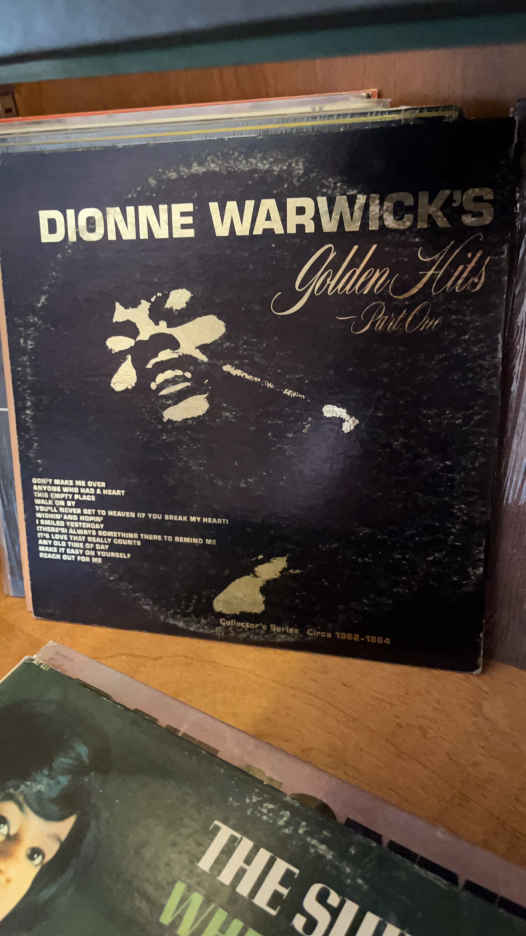 DIONNE WARWICK'S
Golden Hits
—Part One
DON'T MAKE ME OVER
ANYONE WHO HAD A HEART
THIS EMPTY PLACE
WALK ON BY
YOU'LL NEVER GET TO HEAVEN (IF YOU BREAK MY HEART)
WISHIN' AND HOPIN'
I SMILED YESTERDAY
(THERE'S) ALWAYS SOMETHING THERE TO REMIND ME
IT'S LOVE THAT REALLY COUNTS
ANY OLD TIME OF DAY
MAKE IT EASY ON YOURSELF
REACH OUT FOR ME
Collector's Series Circa 1962-1964
THE